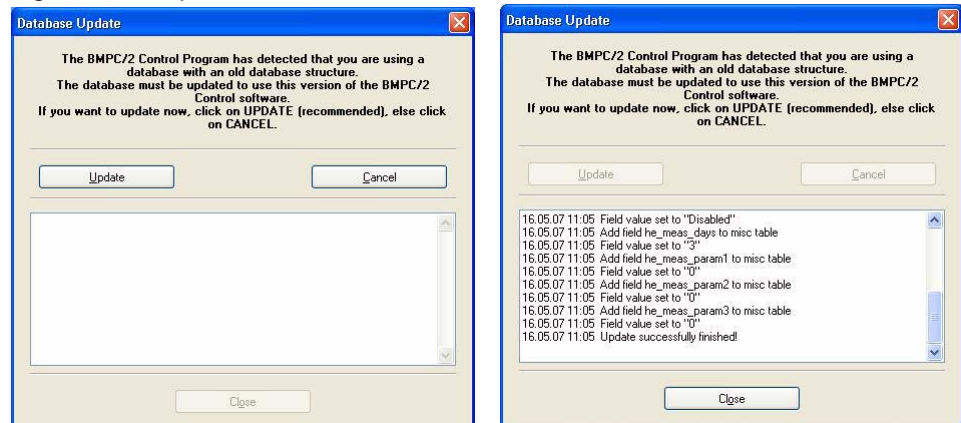 Database Update
The BMPC/2 Control Program has detected that you are using a
database with an old database structure.
The database must be updated to use this version of the BMPC/2
Control software.
If you want to update now, click on UPDATE (recommended), else click
on CANCEL.
Update
Cancel
Close
Database Update
The BMPC/2 Control Program has detected that you are using a
database with an old database structure.
The database must be updated to use this version of the BMPC/2
Control software.
If you want to update now, click on UPDATE (recommended), else click
on CANCEL.
Update
Cancel
16.05.07 11:05 Field value set to "Disabled"
16.05.07 11:05 Add field he_meas_days to misc table
16.05.07 11:05 Field value set to "3"
16.05.07 11:05 Add field he_meas_param1 to misc table
16.05.07 11:05 Field value set to "0"
16.05.07 11:05 Add field he_meas_param2 to misc table
16.05.07 11:05 Field value set to "0"
16.05.07 11:05 Add field he_meas_param3 to misc table
16.05.07 11:05 Field value set to "0"
16.05.07 11:05 Update successfully finished!
Close